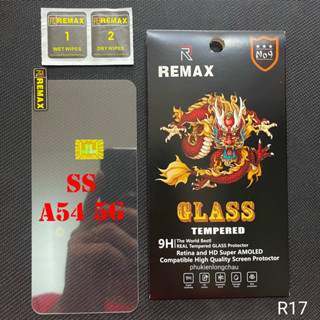 REMAX
1
WET WIPES
REMAX
2
DRY WIPES
REMAX
SS
A54 5G
REMAX
No9
GLASS
TEMPERED
9H The World Best!
REAL Tempered GLASS Protector
Retina and HD Super AMOLED
Compatible High Quality Screen Protector
phukienlongchau
R17